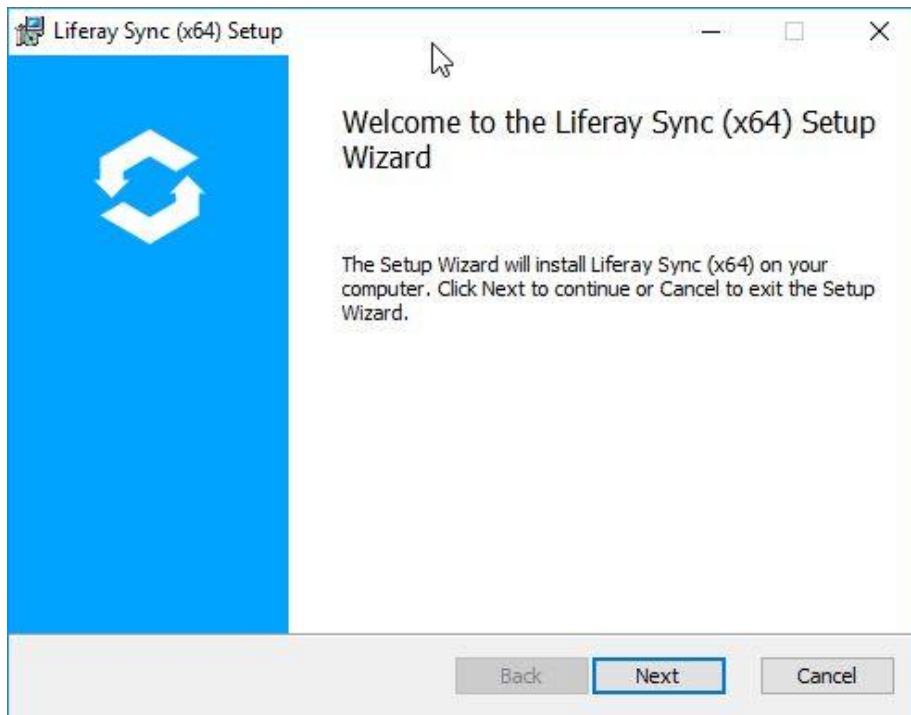 Liferay Sync (x64) Setup
Welcome to the Liferay Sync (x64) Setup
Wizard
The Setup Wizard will install Liferay Sync (x64) on your
computer. Click Next to continue or Cancel to exit the Setup
Wizard.
Back Next Cancel